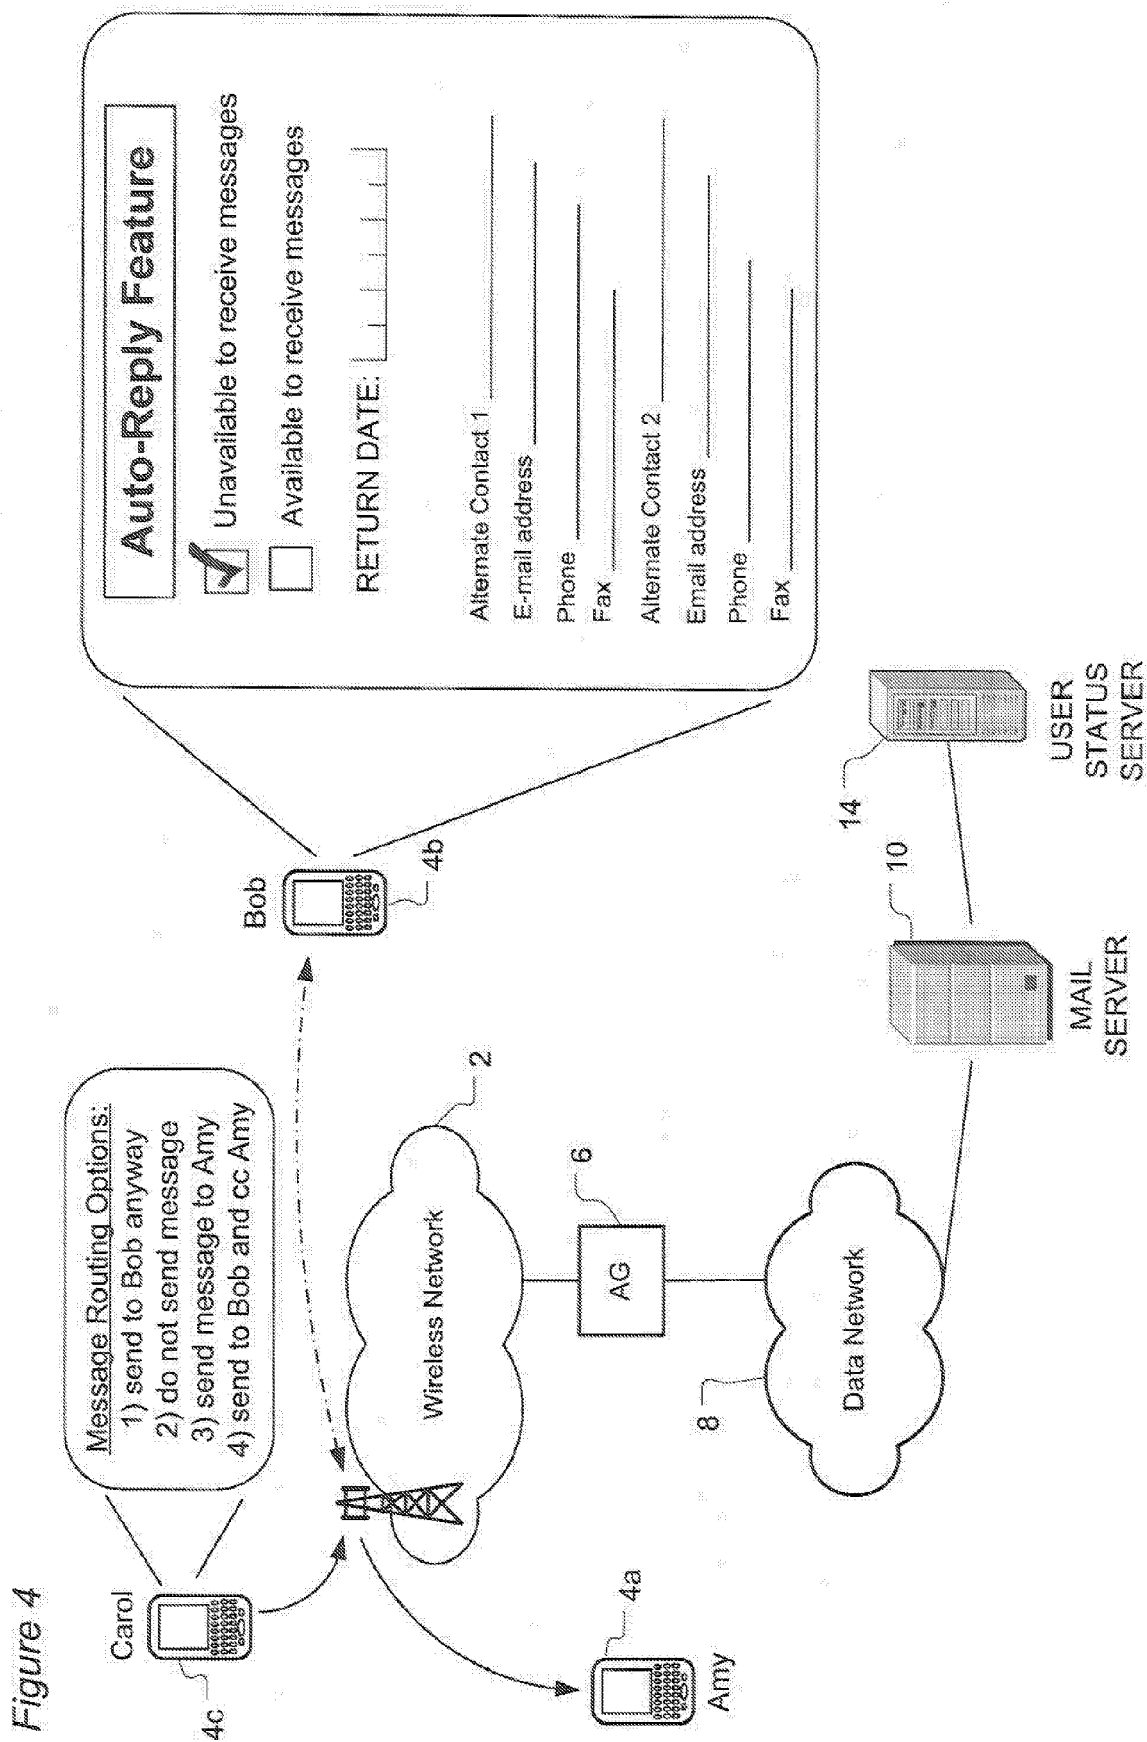 Figure 4
Carol
4c
Message Routing Options:
1) send to Bob anyway
2) do not send message
3) send message to Amy
4) send to Bob and cc Amy
Bob
4b
Auto-Reply Feature
Unavailable to receive messages
Available to receive messages
RETURN DATE:
Alternate Contact 1
E-mail address
Phone
Fax
Alternate Contact 2
Email address
Phone
Fax
4a
Amy
Wireless Network
2
AG
6
Data Network
8
10
MAIL
SERVER
14
USER
STATUS
SERVER